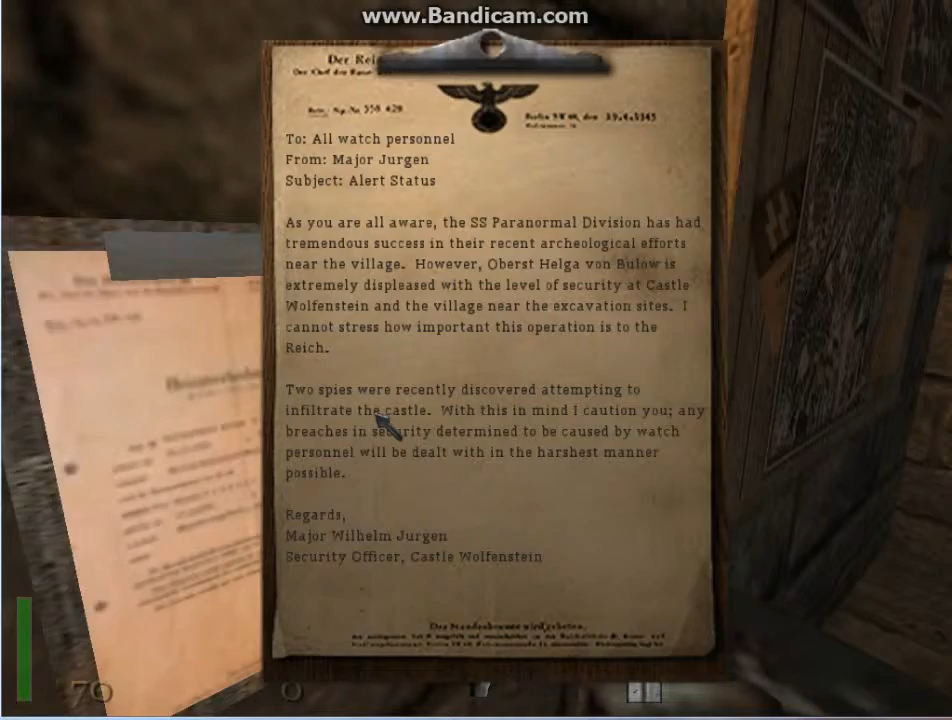 www.Bandicam.com
To: All watch personnel
From: Major Jurgen
Subject: Alert Status
As you are all aware, the SS Paranormal Division has had
tremendous success in their recent archeological efforts
near the village. However, Oberst Helga von Bulow is
extremely displeased with the level of security at Castle
Wolfenstein and the village near the excavation sites. I
cannot stress how important this operation is to the
Reich.
Two spies were recently discovered attempting to
infiltrate the castle. With this in mind I caution you; any
breaches in security determined to be caused by watch
personnel will be dealt with in the harshest manner
possible.
Regards,
Major Wilhelm Jurgen
Security Officer, Castle Wolfenstein
70
0
17